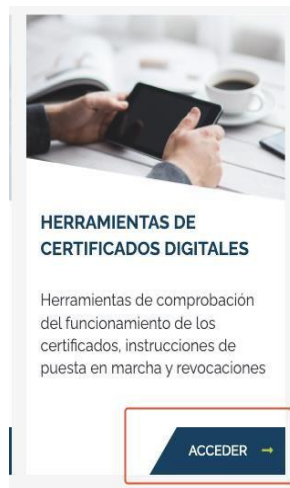 HERRAMIENTAS DE
CERTIFICADOS DIGITALES
Herramientas de comprobación
del funcionamiento de los
certificados, instrucciones de
puesta en marcha y revocaciones
ACCEDER →